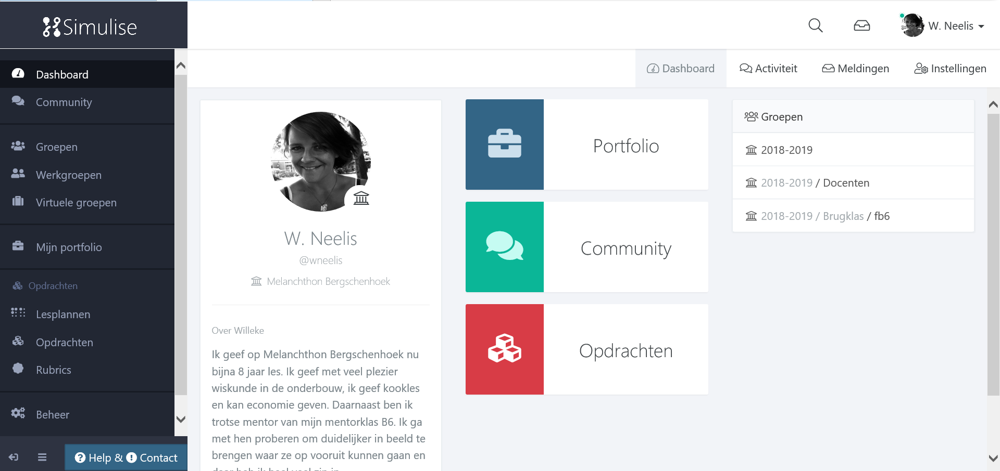 Simulise
W. Neelis
Dashboard
Community
Groepen
Werkgroepen
Virtuele groepen
Mijn portfolio
Opdrachten
Lesplannen
Opdrachten
Rubrics
Beheer
Help & Contact
Dashboard
Activiteit
Meldingen
Instellingen
W. Neelis
@wneelis
Melanchthon Bergschenhoek
Over Willeke
Ik geef op Melanchthon Bergschenhoek nu
bijna 8 jaar les. Ik geef met veel plezier
wiskunde in de onderbouw, ik geef kookles
en kan economie geven. Daarnaast ben ik
trotse mentor van mijn mentorklas B6. Ik ga
met hen proberen om duidelijker in beeld te
brengen waar ze op vooruit kunnen gaan en
Portfolio
Community
Opdrachten
Groepen
2018-2019
2018-2019 / Docenten
2018-2019 / Brugklas / fb6